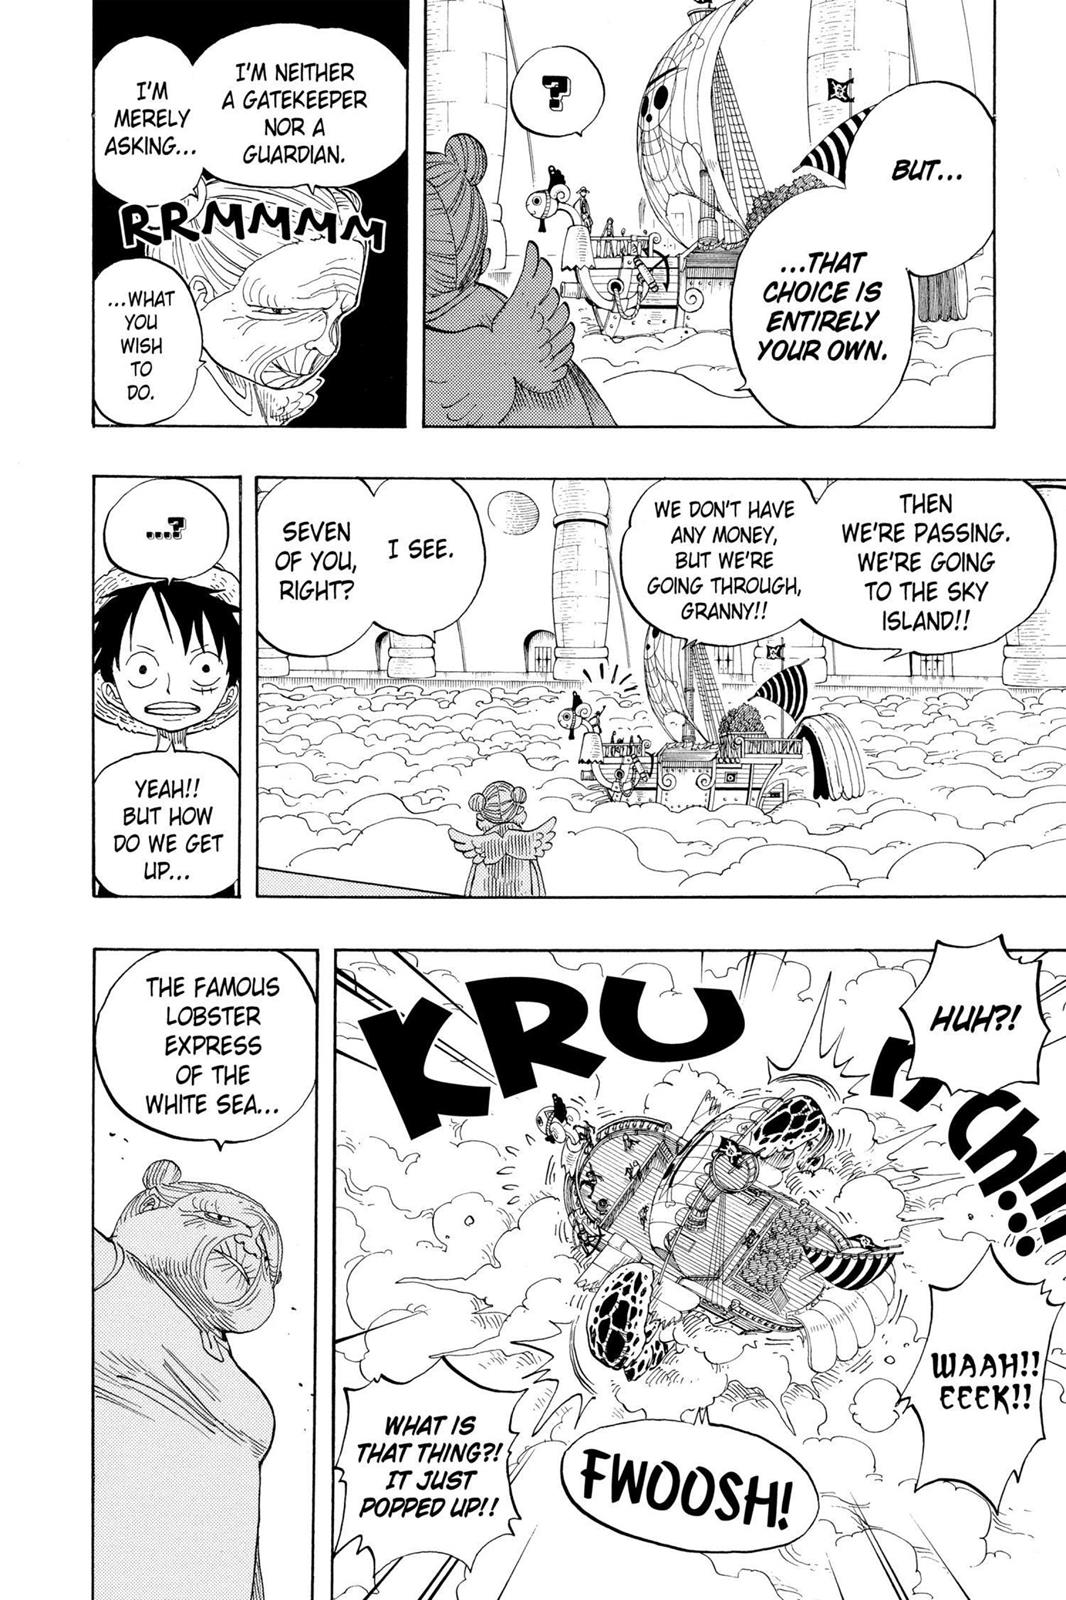 BUT...
...THAT
CHOICE IS
ENTIRELY
YOUR OWN.
?
I'M NEITHER
A GATEKEEPER
NOR A
GUARDIAN.
I'M
MERELY
ASKING...
RRMMMM
...WHAT
YOU
WISH
TO
DO.
THEN
WE'RE PASSING.
WE'RE GOING
TO THE SKY
ISLAND!!
WE DON'T HAVE
ANY MONEY,
BUT WE'RE
GOING THROUGH,
GRANNY!!
I SEE.
SEVEN
OF YOU,
RIGHT?
...?
YEAH!!
BUT HOW
DO WE GET
UP...
HUH?!
KRUNCH...!!!
WAAH!!
EEEK!!
FWOOSH!
WHAT IS
THAT THING?!
IT JUST
POPPED UP!!
THE FAMOUS
LOBSTER
EXPRESS
OF THE
WHITE SEA...